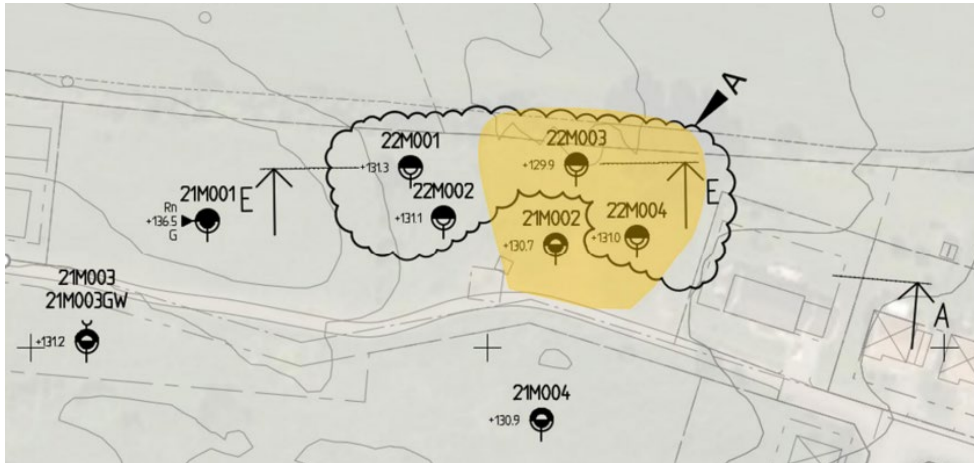 A
22M001
+131.3
22M003
+129.9
22M002
+131.1
21M001
Rn
+136.5
G
E
E
21M002
+130.7
22M004
+131.0
21M003
21M003GW
+131.2
A
21M004
+130.9